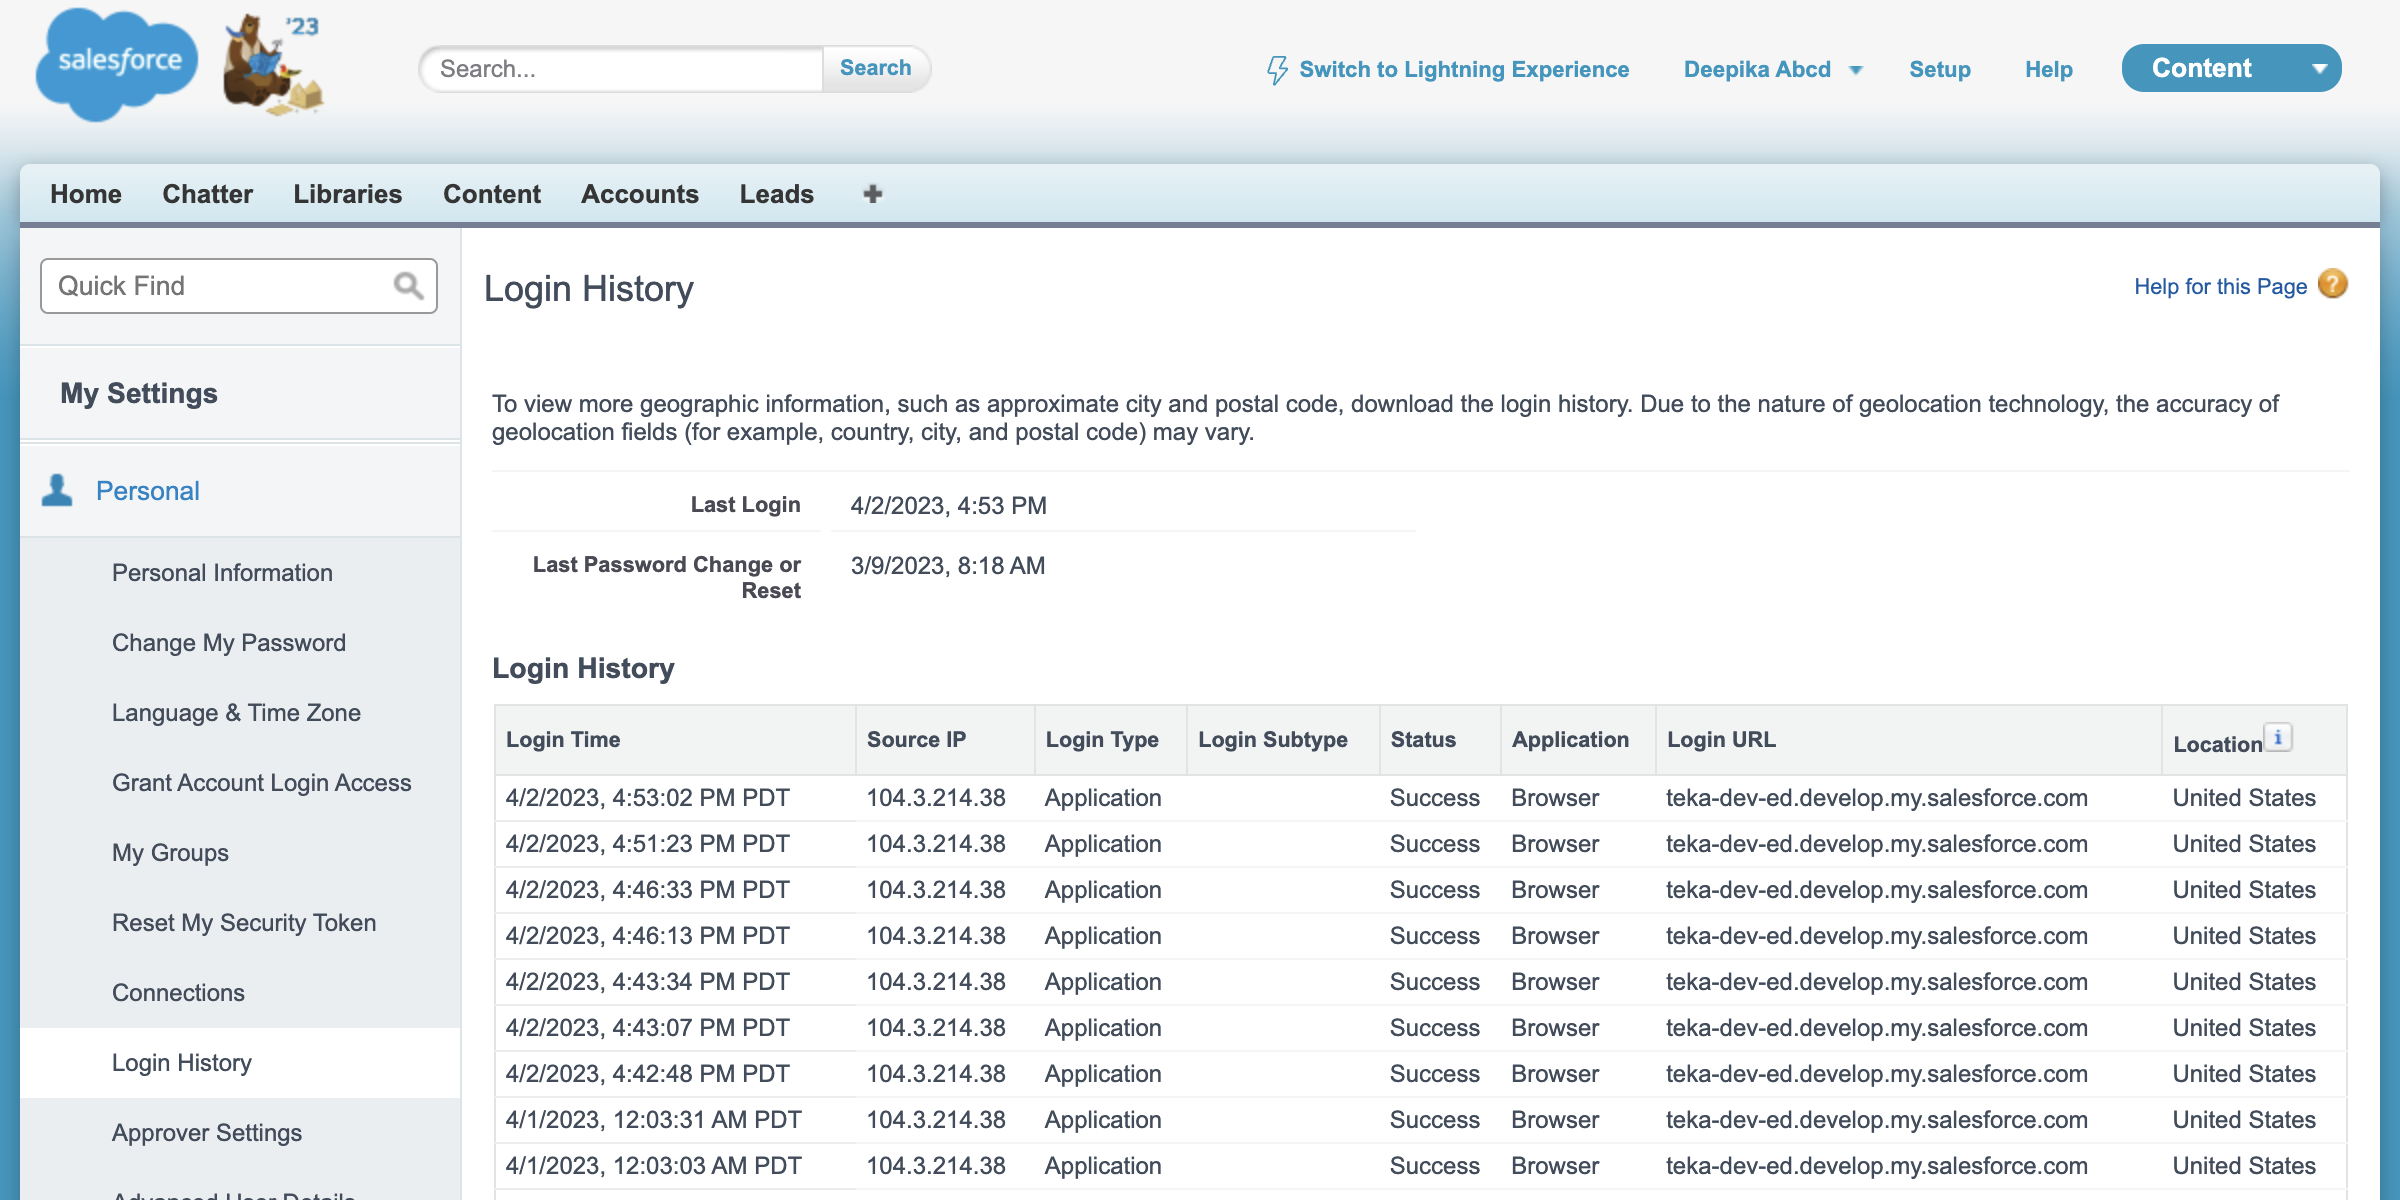 salesforce
'23
Search...
Search
Switch to Lightning Experience
Deepika Abcd
Setup
Help
Content
Home Chatter Libraries Content Accounts Leads
Quick Find
My Settings
Personal
Personal Information
Change My Password
Language & Time Zone
Grant Account Login Access
My Groups
Reset My Security Token
Connections
Login History
Approver Settings
Advanced User Details
Login History
Help for this Page ?
To view more geographic information, such as approximate city and postal code, download the login history. Due to the nature of geolocation technology, the accuracy of
geolocation fields (for example, country, city, and postal code) may vary.
Last Login 4/2/2023, 4:53 PM
Last Password Change or 3/9/2023, 8:18 AM
Reset
Login History
Login Time Source IP Login Type Login Subtype Status Application Login URL Location i
4/2/2023, 4:53:02 PM PDT 104.3.214.38 Application Success Browser teka-dev-ed.develop.my.salesforce.com United States
4/2/2023, 4:51:23 PM PDT 104.3.214.38 Application Success Browser teka-dev-ed.develop.my.salesforce.com United States
4/2/2023, 4:46:33 PM PDT 104.3.214.38 Application Success Browser teka-dev-ed.develop.my.salesforce.com United States
4/2/2023, 4:46:13 PM PDT 104.3.214.38 Application Success Browser teka-dev-ed.develop.my.salesforce.com United States
4/2/2023, 4:43:34 PM PDT 104.3.214.38 Application Success Browser teka-dev-ed.develop.my.salesforce.com United States
4/2/2023, 4:43:07 PM PDT 104.3.214.38 Application Success Browser teka-dev-ed.develop.my.salesforce.com United States
4/2/2023, 4:42:48 PM PDT 104.3.214.38 Application Success Browser teka-dev-ed.develop.my.salesforce.com United States
4/1/2023, 12:03:31 AM PDT 104.3.214.38 Application Success Browser teka-dev-ed.develop.my.salesforce.com United States
4/1/2023, 12:03:03 AM PDT 104.3.214.38 Application Success Browser teka-dev-ed.develop.my.salesforce.com United States